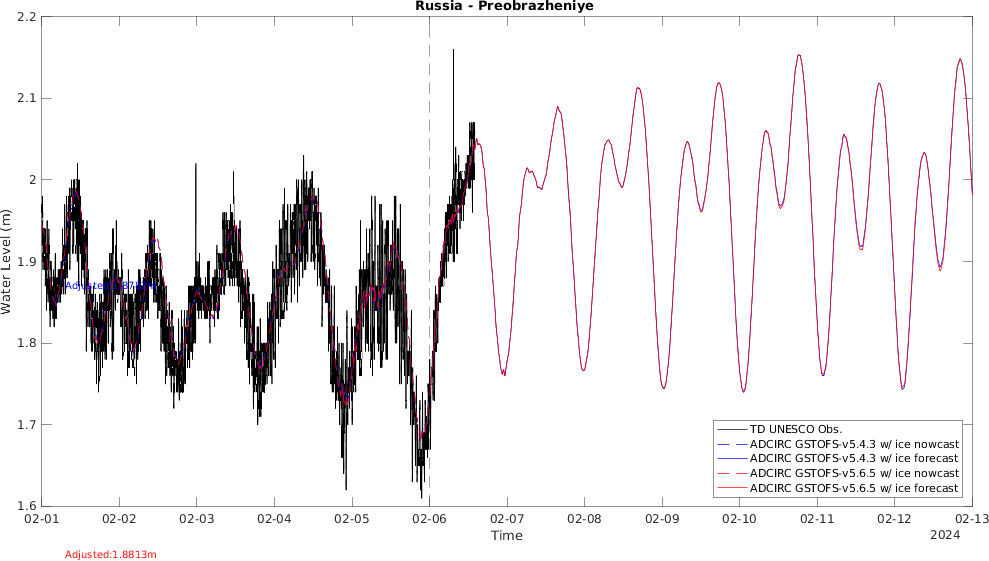 Russia - Preobrazheniye
Water Level (m)
2.2
2.1
2
1.9
1.8
1.7
1.6
TD UNESCO Obs.
ADCIRC GSTOFS-v5.4.3 w/ ice nowcast
ADCIRC GSTOFS-v5.4.3 w/ ice forecast
ADCIRC GSTOFS-v5.6.5 w/ ice nowcast
ADCIRC GSTOFS-v5.6.5 w/ ice forecast
02-01 02-02 02-03 02-04 02-05 02-06 02-07 02-08 02-09 02-10 02-11 02-12 02-13
Time
2024
Adjusted:1.8813m